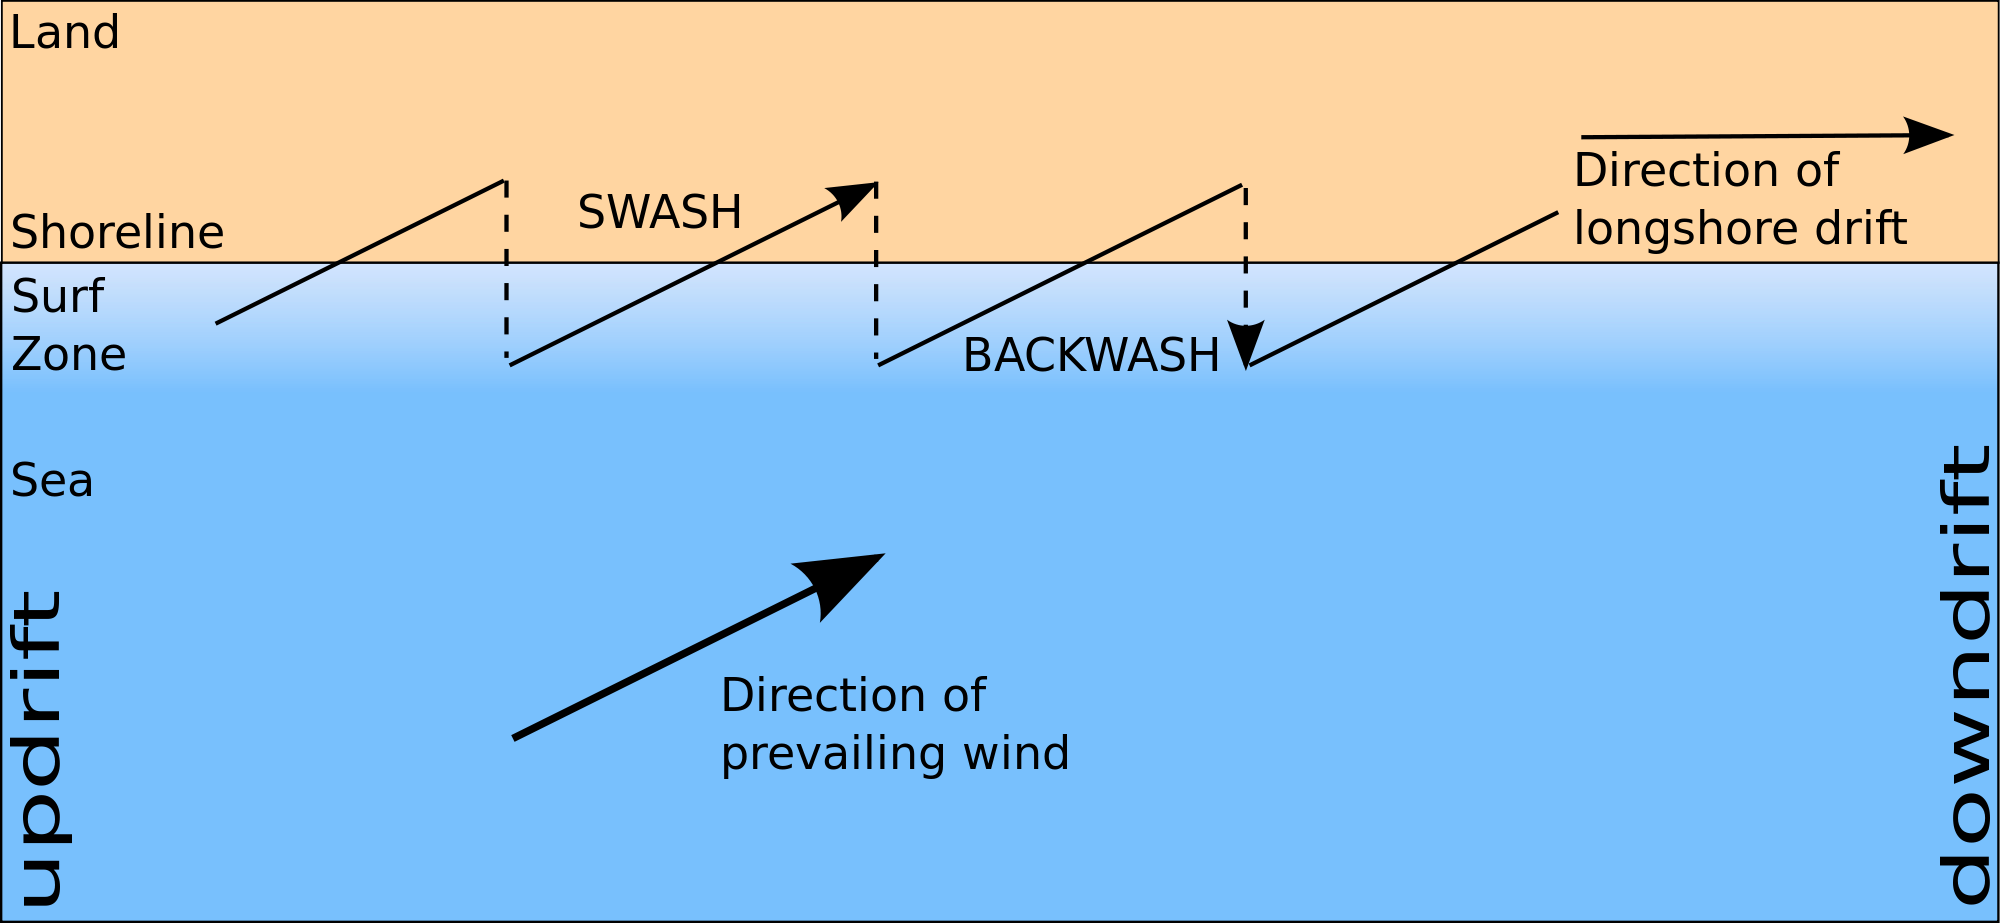 Land
SWASH
Direction of
longshore drift
Shoreline
Surf
Zone
BACKWASH
Sea
Direction of
prevailing wind
updrift
downdrift